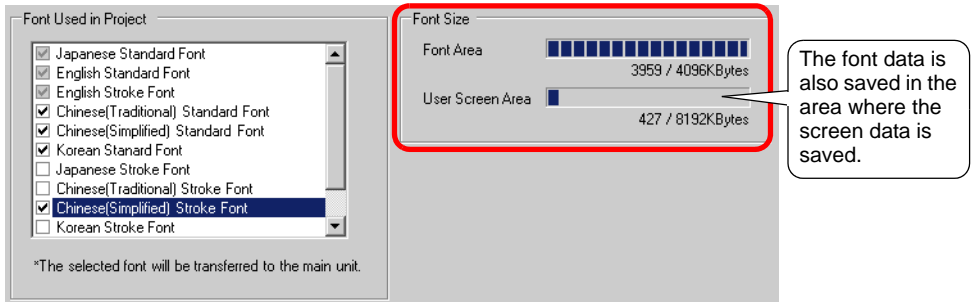 Font Used in Project
Japanese Standard Font
English Standard Font
English Stroke Font
Chinese(Traditional) Standard Font
Chinese(Simplified) Standard Font
Korean Stanard Font
Japanese Stroke Font
Chinese(Traditional) Stroke Font
Chinese(Simplified) Stroke Font
Korean Stroke Font
*The selected font will be transferred to the main unit.
Font Size
Font Area
3959 / 4096KBytes
User Screen Area
427 / 8192KBytes
The font data is
also saved in the
area where the
screen data is
saved.